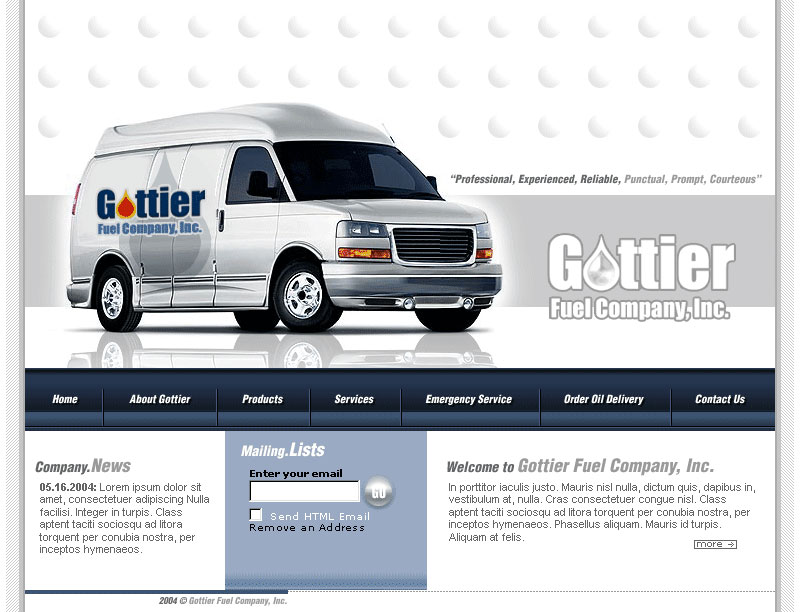 “Professional, Experienced, Reliable, Punctual, Prompt, Courteous”
Gottier
Fuel Company, Inc.
Gottier
Fuel Company, Inc.
Home
About Gottier
Products
Services
Emergency Service
Order Oil Delivery
Contact Us
Company.News
05.16.2004: Lorem ipsum dolor sit
amet, consectetuer adipiscing Nulla
facilisi. Integer in turpis. Class
aptent taciti sociosqu ad litora
torquent per conubia nostra, per
inceptos hymenaeos.
Mailing.Lists
Enter your email
GO
Send HTML Email
Remove an Address
Welcome to Gottier Fuel Company, Inc.
In porttitor iaculis justo. Mauris nisl nulla, dictum quis, dapibus in,
vestibulum at, nulla. Cras consectetuer congue nisl. Class
aptent taciti sociosqu ad litora torquent per conubia nostra, per
inceptos hymenaeos. Phasellus aliquam. Mauris id turpis.
Aliquam at felis.
more →
2004 © Gottier Fuel Company, Inc.